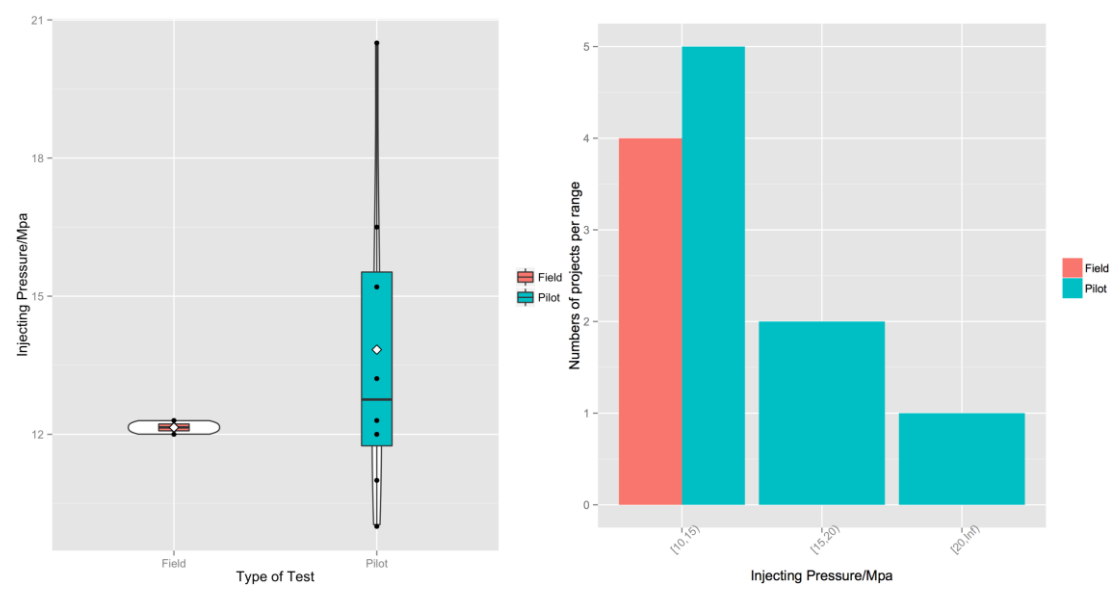 21
18
15
12
Injecting Pressure/Mpa
Field
Pilot
Type of Test
Field
Pilot
5
4
3
2
1
0
Numbers of projects per range
[10,15)
[15,20)
[20,Inf)
Injecting Pressure/Mpa
Field
Pilot